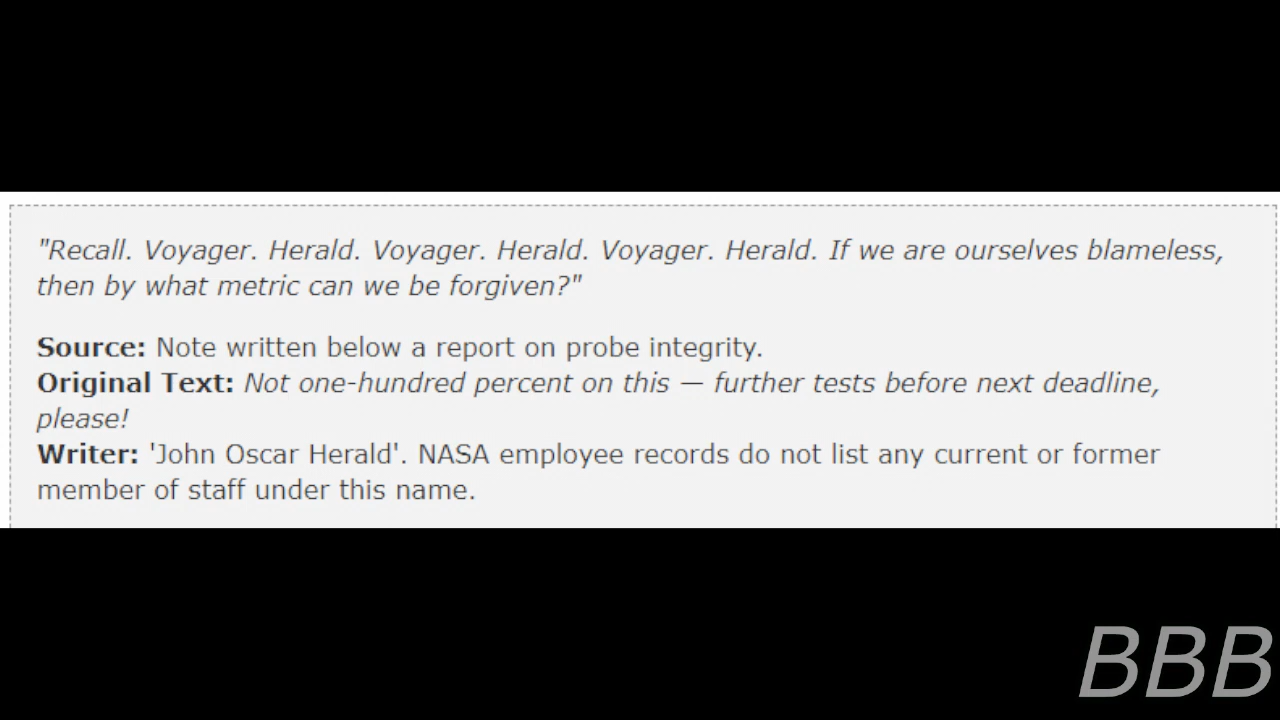 "Recall. Voyager. Herald. Voyager. Herald. Voyager. Herald. If we are ourselves blameless,
then by what metric can we be forgiven?"
Source: Note written below a report on probe integrity.
Original Text: Not one-hundred percent on this — further tests before next deadline,
please!
Writer: 'John Oscar Herald'. NASA employee records do not list any current or former
member of staff under this name.
BBB